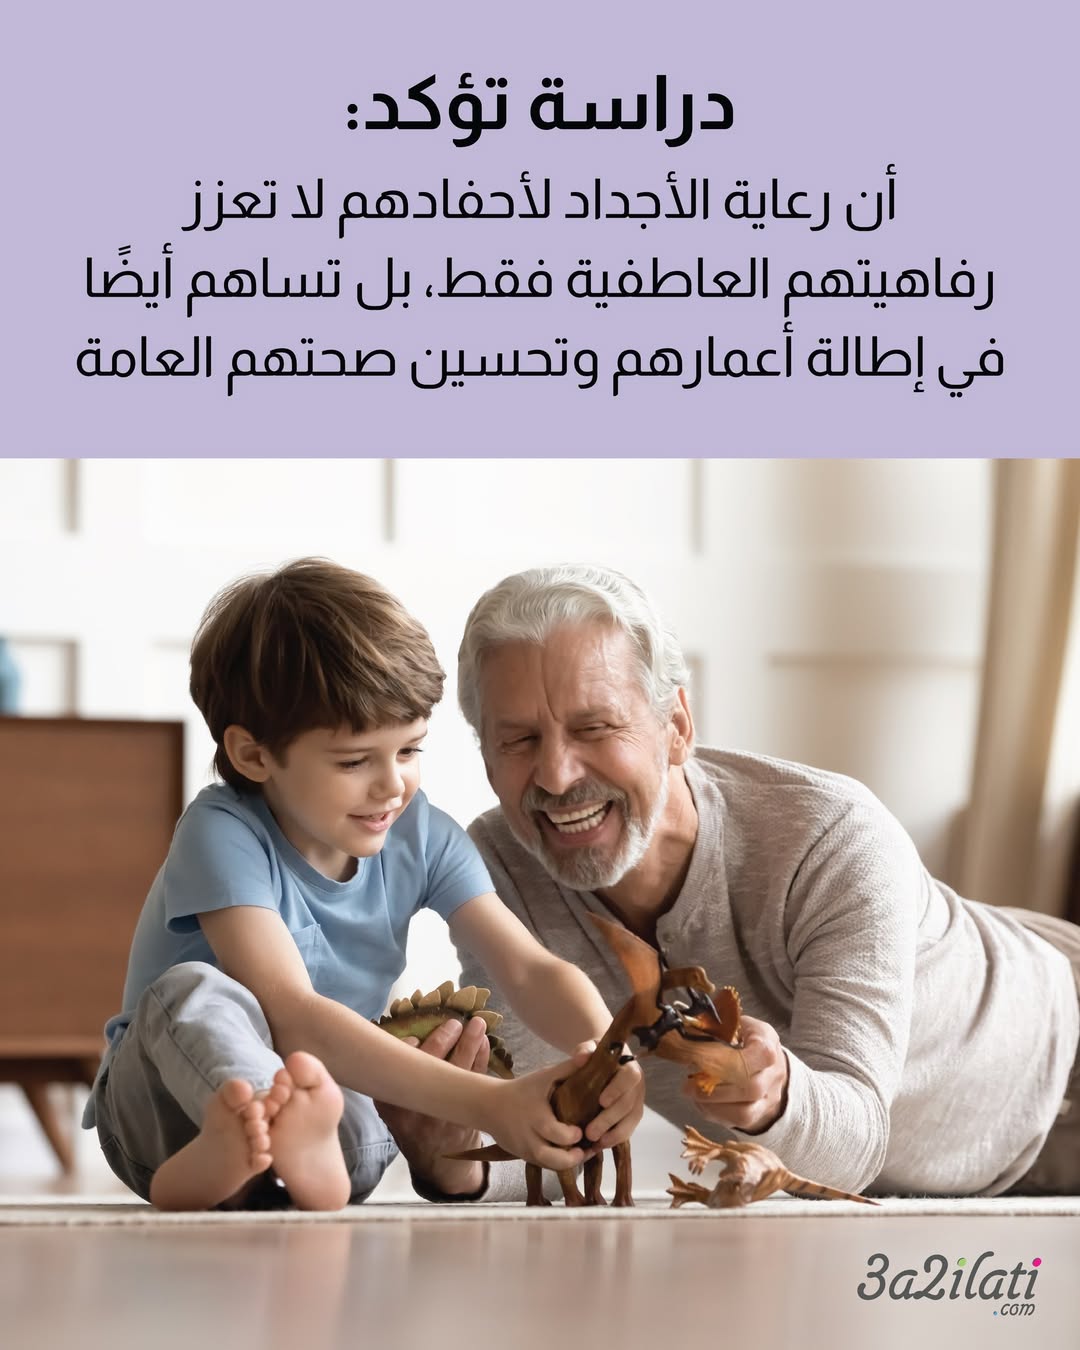 دراسة تؤكد:
أن رعاية الأجداد لأحفادهم لا تعزز
رفاهيتهم العاطفية فقط، بل تساهم أيضًا
في إطالة أعمارهم وتحسين صحتهم العامة
3a2ilati
.com